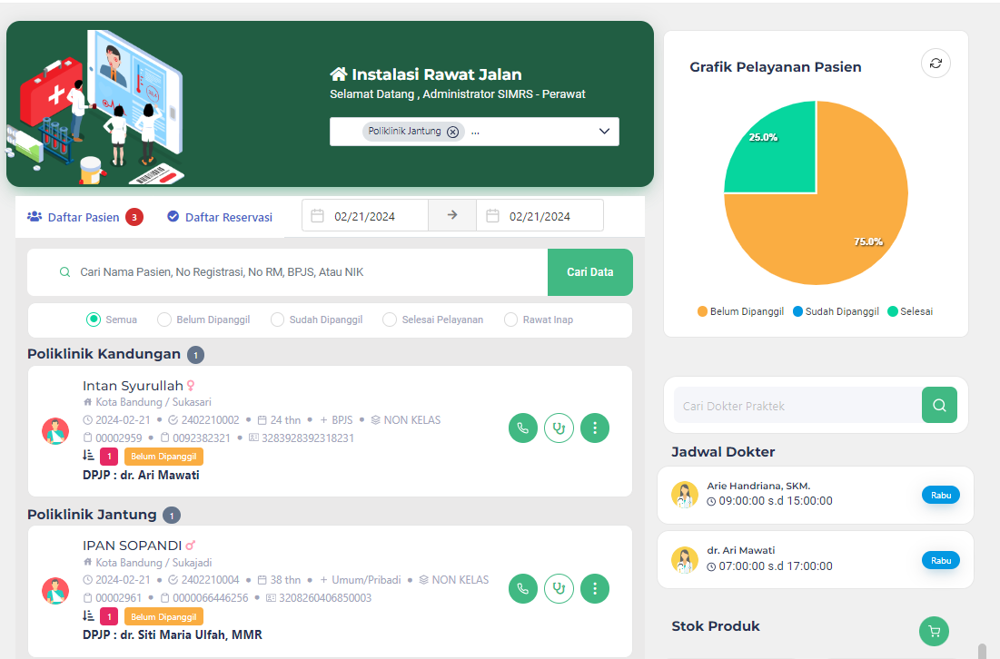 Instalasi Rawat Jalan
Selamat Datang , Administrator SIMRS - Perawat
Poliklinik Jantung ...
Daftar Pasien 3
Daftar Reservasi
02/21/2024
02/21/2024
Cari Nama Pasien, No Registrasi, No RM, BPJS, Atau NIK
Cari Data
Semua
Belum Dipanggil
Sudah Dipanggil
Selesai Pelayanan
Rawat Inap
Poliklinik Kandungan 1
Intan Syurullah
Kota Bandung / Sukasari
2024-02-21 • 2402210002 • 24 thn • + BPJS • NON KELAS
00002959 • 0092382321 • 3283928392318231
1 Belum Dipanggil
DPJP : dr. Ari Mawati
Poliklinik Jantung 1
IPAN SOPANDI
Kota Bandung / Sukajadi
2024-02-21 • 2402210004 • 38 thn • + Umum/Pribadi • NON KELAS
00002961 • 0000066446256 • 3208260406850003
1 Belum Dipanggil
DPJP : dr. Siti Maria Ulfah, MMR
Grafik Pelayanan Pasien
25.0%
75.0%
Belum Dipanggil
Sudah Dipanggil
Selesai
Cari Dokter Praktek
Jadwal Dokter
Arie Handriana, SKM.
09:00:00 s.d 15:00:00
Rabu
dr. Ari Mawati
07:00:00 s.d 17:00:00
Rabu
Stok Produk